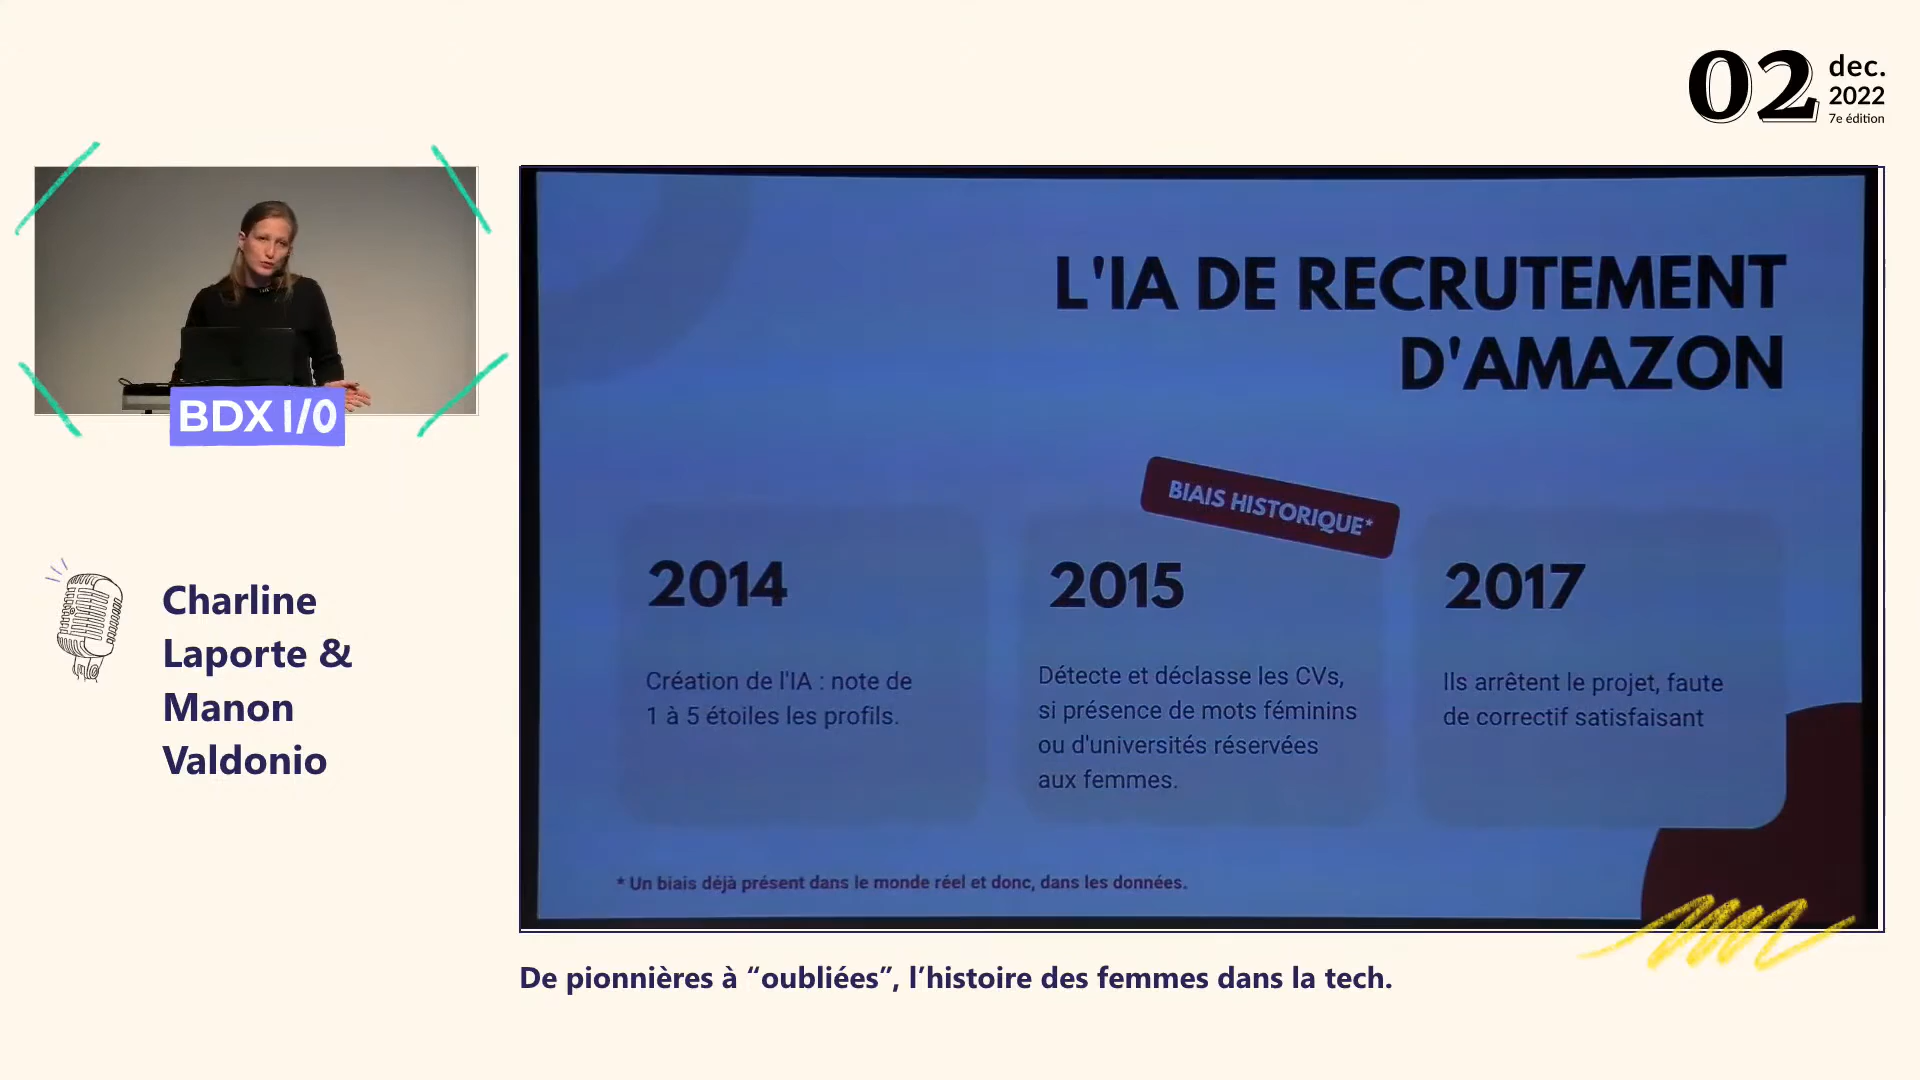 02
dec.
2022
7e édition
BDX I/O
Charline
Laporte &
Manon
Valdonio
L'IA DE RECRUTEMENT
D'AMAZON
BIAIS HISTORIQUE*
2014
Création de l'IA : note de
1 à 5 étoiles les profils.
2015
Détecte et déclasse les CVs,
si présence de mots féminins
ou d'universités réservées
aux femmes.
2017
Ils arrêtent le projet, faute
de correctif satisfaisant
* Un biais déjà présent dans le monde réel et donc, dans les données.
De pionnières à “oubliées”, l’histoire des femmes dans la tech.